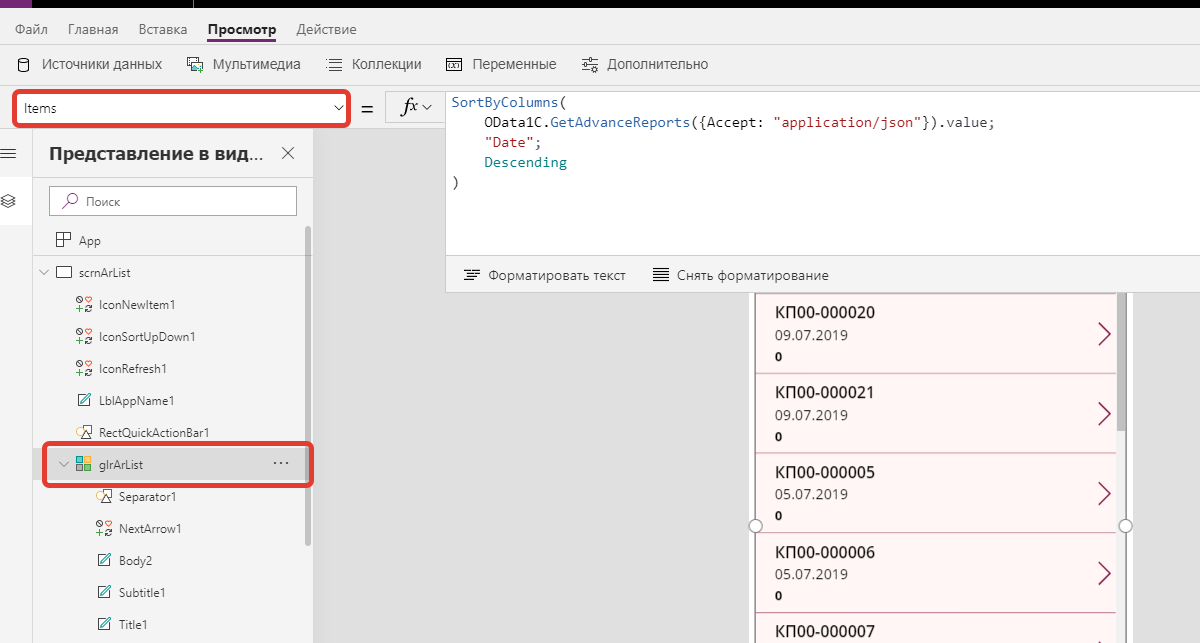 Файл Главная Вставка Просмотр Действие
Источники данных Мультимедиа Коллекции Переменные Дополнительно
Items = fx
SortByColumns(
OData1C.GetAdvanceReports({Accept: "application/json"}).value;
"Date";
Descending
)
Форматировать текст Снять форматирование
Представление в вид...
Поиск
App
scrnArList
IconNewItem1
IconSortUpDown1
IconRefresh1
LblAppName1
RectQuickActionBar1
glrArList ...
Separator1
NextArrow1
Body2
Subtitle1
Title1
КП00-000020
09.07.2019
0
КП00-000021
09.07.2019
0
КП00-000005
05.07.2019
0
КП00-000006
05.07.2019
0
КП00-000007